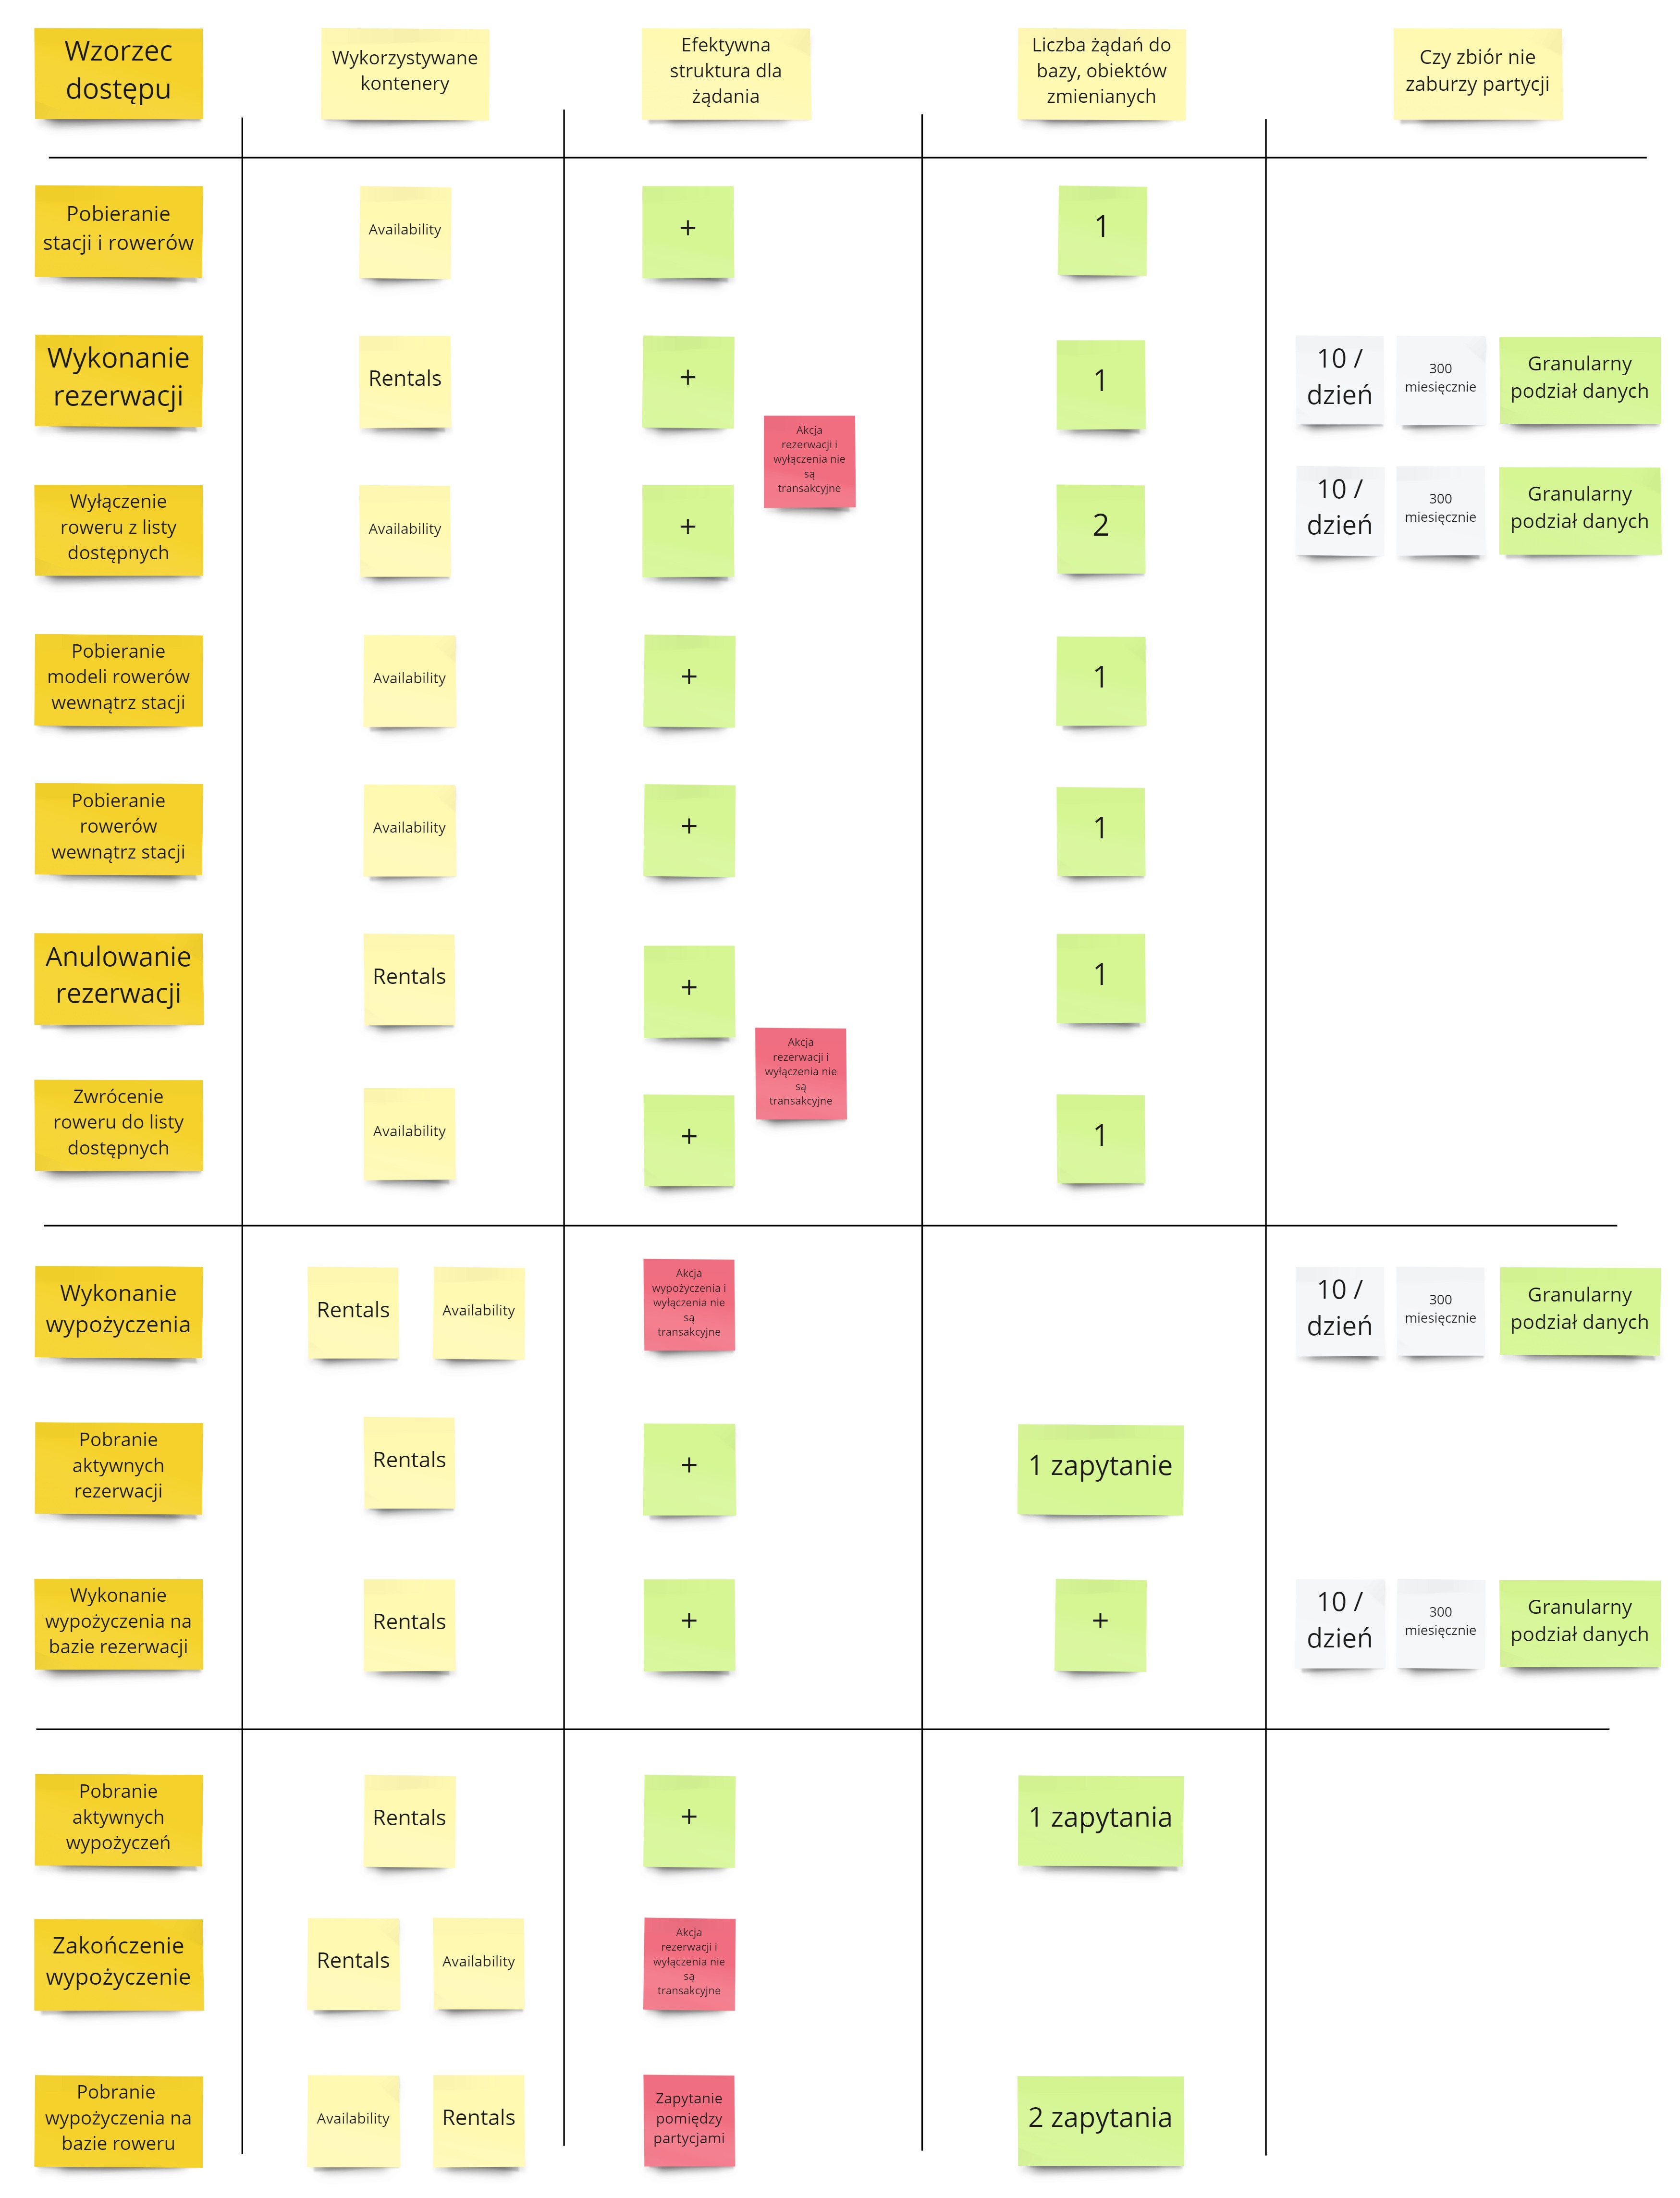 Wzorzec
dostępu
Wykorzystywane
kontenery
Efektywna
struktura dla
żądania
Liczba żądań do
bazy, obiektów
zmienianych
Czy zbiór nie
zaburzy partycji
Pobieranie
stacji i rowerów
Availability
+
1
Wykonanie
rezerwacji
Rentals
+
1
10 /
dzień
300
miesięcznie
Granularny
podział danych
Akcja
rezerwacji i
wyłączenia nie
są
transakcyjne
Wyłączenie
roweru z listy
dostępnych
Availability
+
2
10 /
dzień
300
miesięcznie
Granularny
podział danych
Pobieranie
modeli rowerów
wewnątrz stacji
Availability
+
1
Pobieranie
rowerów
wewnątrz stacji
Availability
+
1
Anulowanie
rezerwacji
Rentals
+
1
Akcja
rezerwacji i
wyłączenia nie
są
transakcyjne
Zwrócenie
roweru do listy
dostępnych
Availability
+
1
Wykonanie
wypożyczenia
Rentals
Availability
Akcja
wypożyczenia i
wyłączenia nie
są
transakcyjne
10 /
dzień
300
miesięcznie
Granularny
podział danych
Pobranie
aktywnych
rezerwacji
Rentals
+
1 zapytanie
Wykonanie
wypożyczenia na
bazie rezerwacji
Rentals
+
+
10 /
dzień
300
miesięcznie
Granularny
podział danych
Pobranie
aktywnych
wypożyczeń
Rentals
+
1 zapytania
Zakończenie
wypożyczenie
Rentals
Availability
Akcja
rezerwacji i
wyłączenia nie
są
transakcyjne
Pobranie
wypożyczenia na
bazie roweru
Availability
Rentals
Zapytanie
pomiędzy
partycjami
2 zapytania